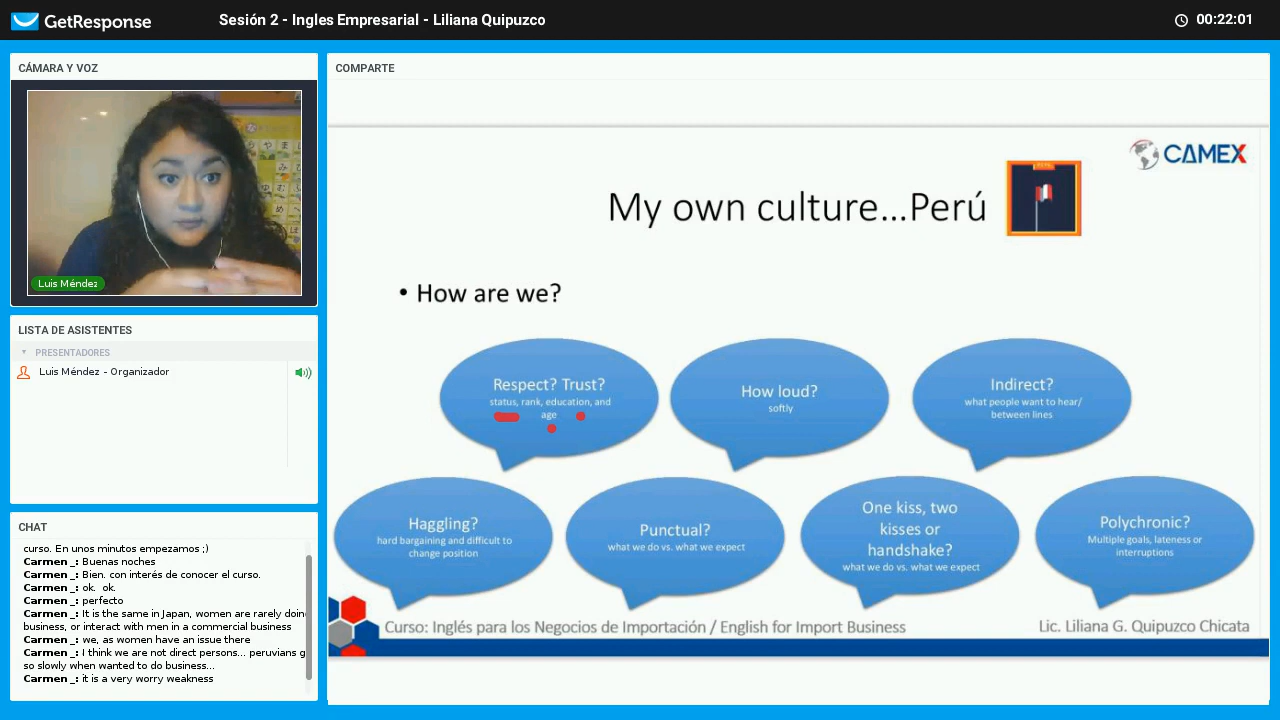 GetResponse
Sesión 2 - Ingles Empresarial - Liliana Quipuzco
00:22:01
CÁMARA Y VOZ
Luis Méndez
LISTA DE ASISTENTES
PRESENTADORES
Luis Méndez - Organizador
CHAT
curso. En unos minutos empezamos ;)
Carmen _: Buenas noches
Carmen _: Bien. con interés de conocer el curso.
Carmen _: ok. ok.
Carmen _: perfecto
Carmen _: It is the same in Japan, women are rarely doin
business, or interact with men in a commercial business
Carmen _: we, as women have an issue there
Carmen _: I think we are not direct persons... peruvians g
so slowly when wanted to do business...
Carmen _: it is a very worry weakness
COMPARTE
CAMEX
My own culture...Perú
• How are we?
Respect? Trust?
status, rank, education, and
age
How loud?
softly
Indirect?
what people want to hear/
between lines
Haggling?
hard bargaining and difficult to
change position
Punctual?
what we do vs. what we expect
One kiss, two
kisses or
handshake?
what we do vs. what we expect
Polychronic?
Multiple goals, lateness or
interruptions
Curso: Inglés para los Negocios de Importación / English for Import Business
Lic. Liliana G. Quipuzco Chicata